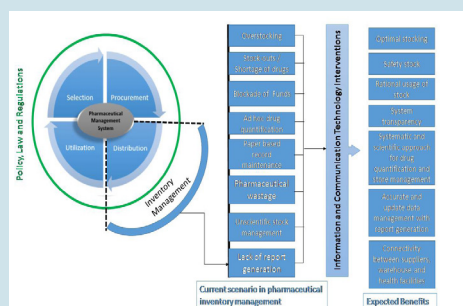 Policy, Law and Regulations
Selection
Procurement
Pharmaceutical
Management
System
Utilization
Distribution
Inventory Management
Overstocking
Stock out /
Shortage of drugs
Blockade of Funds
Adhoc drug
quantification
Paper based
record
maintenance
Pharmaceutical
wastage
Unscientific stock
management
Lack of report
generation
Current scenario in pharmaceutical
inventory management
Information and Communication Technology Interventions
Optimal stocking
Safety stock
Rational usage of
stock
System
transparency
Systematic and
scientific approach
for drug
quantification and
store management
Accurate and
update data
management with
report generation
Connectivity
between supplier,
warehouse and
health facilities
Expected Benefits